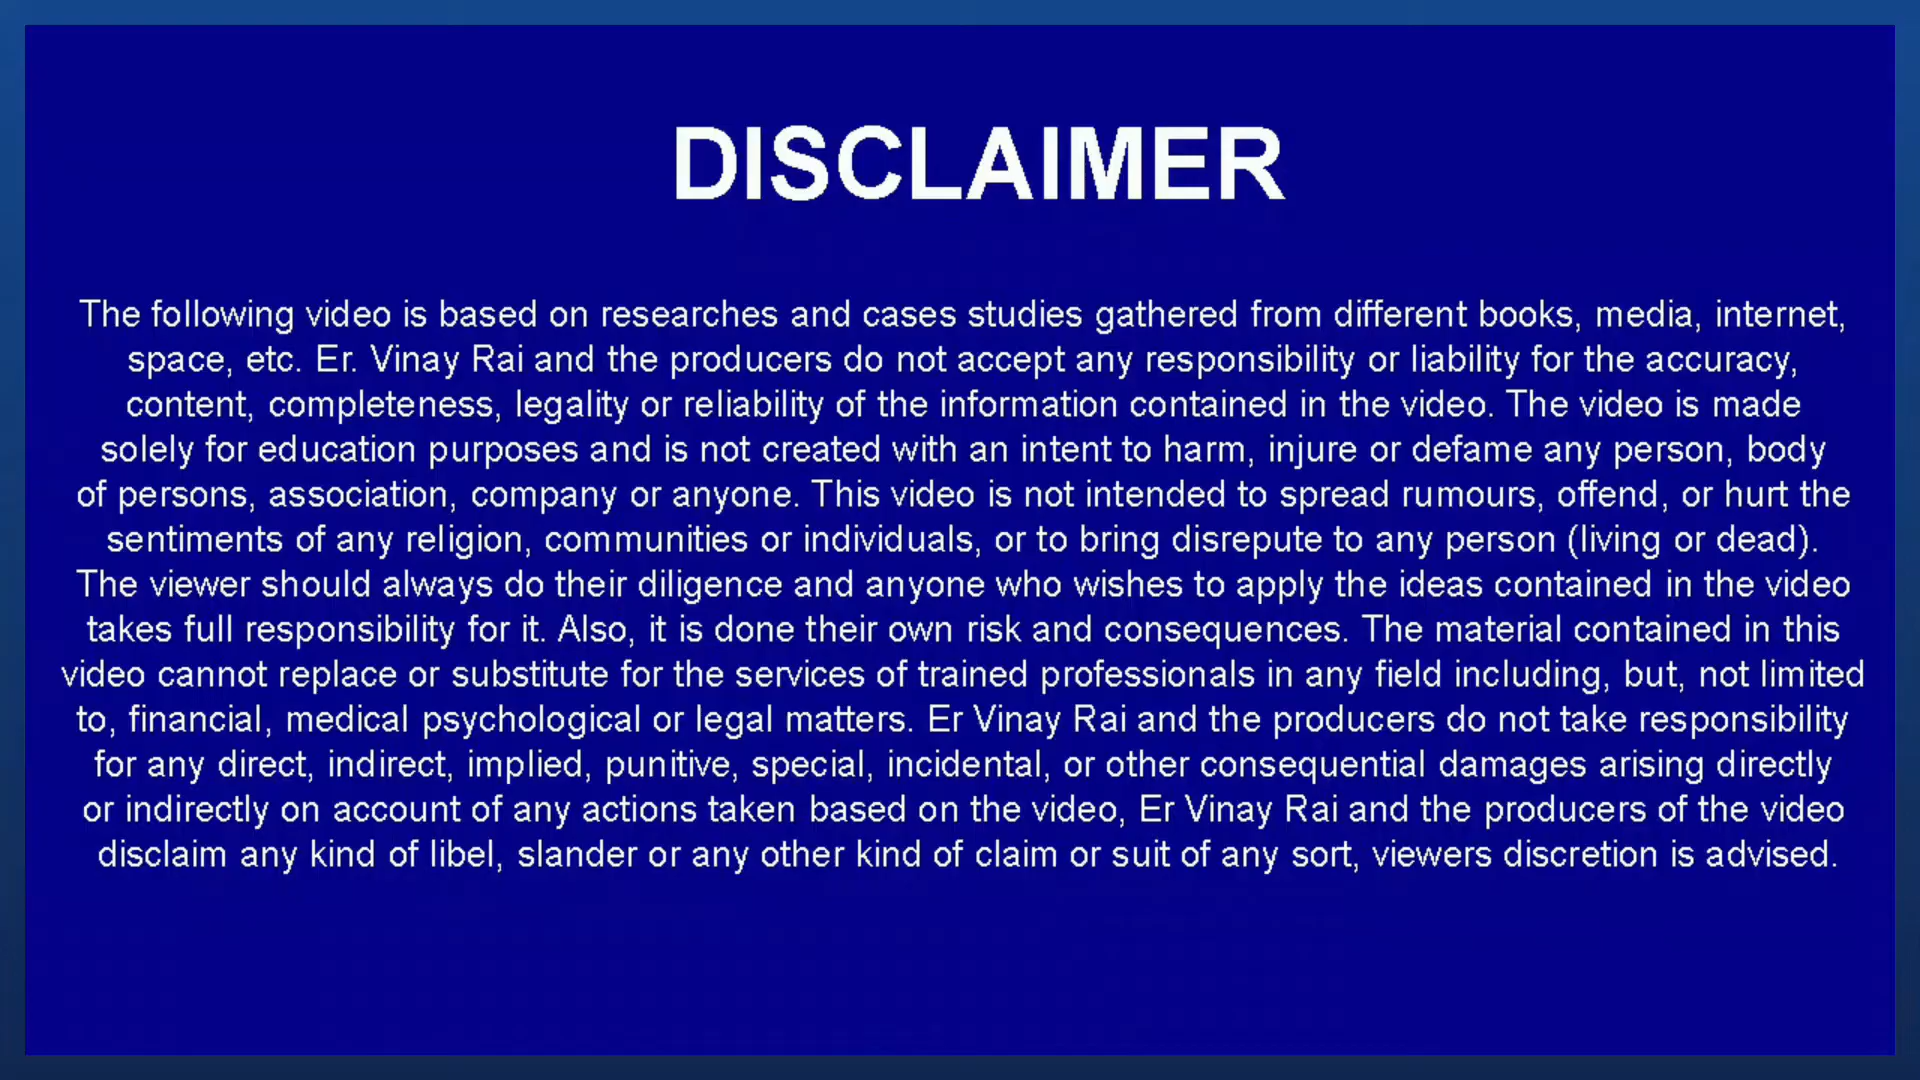 DISCLAIMER
The following video is based on researches and cases studies gathered from different books, media, internet,
space, etc. Er. Vinay Rai and the producers do not accept any responsibility or liability for the accuracy,
content, completeness, legality or reliability of the information contained in the video. The video is made
solely for education purposes and is not created with an intent to harm, injure or defame any person, body
of persons, association, company or anyone. This video is not intended to spread rumours, offend, or hurt the
sentiments of any religion, communities or individuals, or to bring disrepute to any person (living or dead).
The viewer should always do their diligence and anyone who wishes to apply the ideas contained in the video
takes full responsibility for it. Also, it is done their own risk and consequences. The material contained in this
video cannot replace or substitute for the services of trained professionals in any field including, but, not limited
to, financial, medical psychological or legal matters. Er Vinay Rai and the producers do not take responsibility
for any direct, indirect, implied, punitive, special, incidental, or other consequential damages arising directly
or indirectly on account of any actions taken based on the video, Er Vinay Rai and the producers of the video
disclaim any kind of libel, slander or any other kind of claim or suit of any sort, viewers discretion is advised.